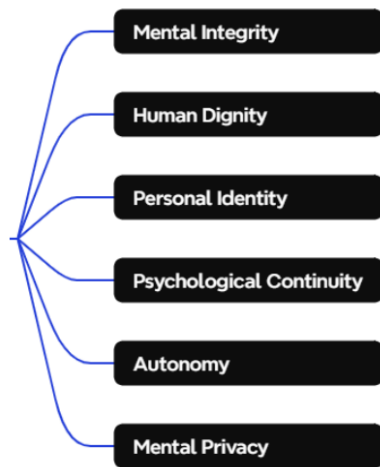 Mental Integrity
Human Dignity
Personal Identity
Psychological Continuity
Autonomy
Mental Privacy